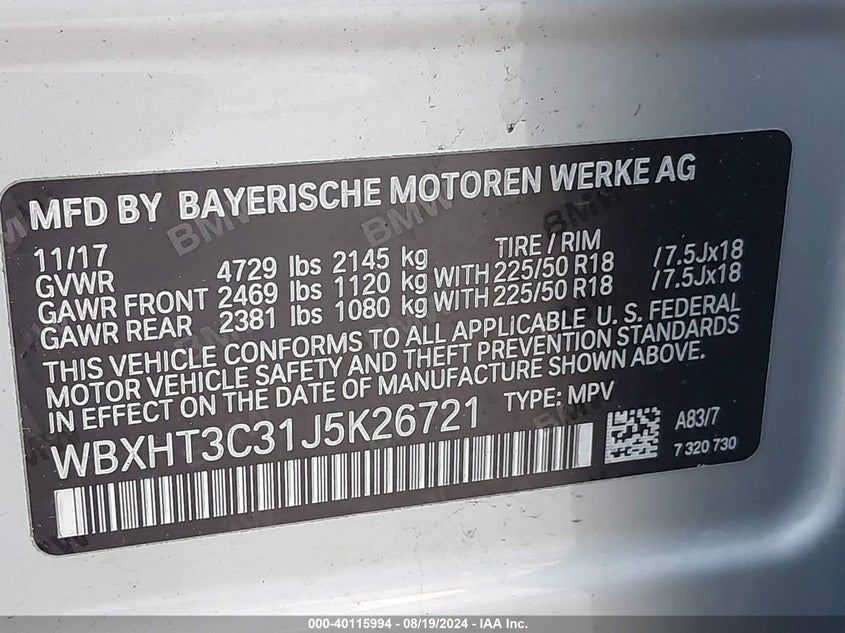 MFD BY BAYERISCHE MOTOREN WERKE AG
11/17 TIRE / RIM
GVWR 4729 lbs 2145 kg
GAWR FRONT 2469 lbs 1120 kg WITH 225/50 R18 / 7.5Jx18
GAWR REAR 2381 lbs 1080 kg WITH 225/50 R18 / 7.5Jx18
THIS VEHICLE CONFORMS TO ALL APPLICABLE U. S. FEDERAL
MOTOR VEHICLE SAFETY AND THEFT PREVENTION STANDARDS
IN EFFECT ON THE DATE OF MANUFACTURE SHOWN ABOVE.
WBXHT3C31J5K26721 TYPE: MPV
A83/7
7 320 730
000-40115994 - 08/19/2024 - IAA Inc.